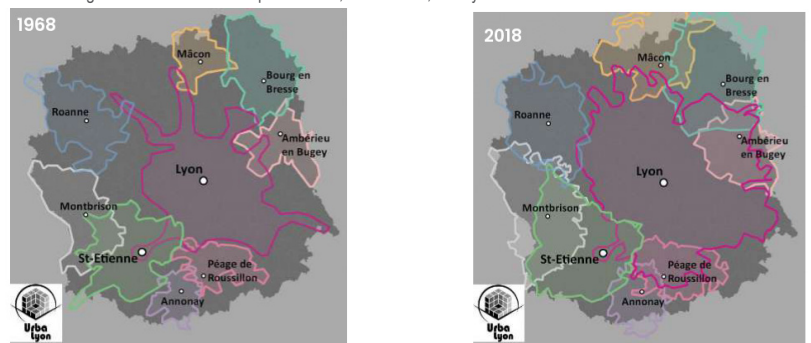 1968
Mâcon
Bourg en
Bresse
Roanne
Ambérieu
en Bugey
Lyon
Montbrison
St-Etienne
Péage de
Roussillon
Annonay
Urba
Lyon
2018
Mâcon
Bourg en
Bresse
Roanne
Ambérieu
en Bugey
Lyon
Montbrison
St-Etienne
Péage de
Roussillon
Annonay
Urba
Lyon